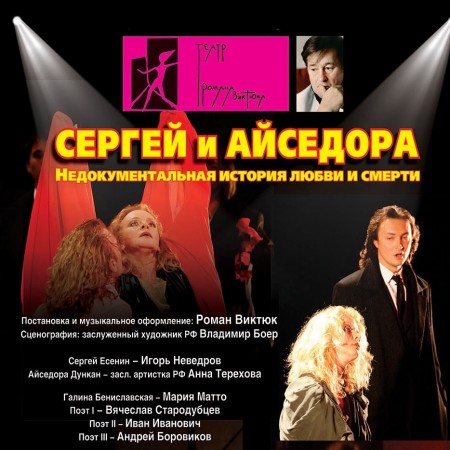 ТЕАТР
РОМАНА ВИКТЮКА
СЕРГЕЙ и АЙСЕДОРА
НЕДОКУМЕНТАЛЬНАЯ ИСТОРИЯ ЛЮБВИ И СМЕРТИ
Постановка и музыкальное оформление: Роман Виктюк
Сценография: заслуженный художник РФ Владимир Боер
Сергей Есенин – Игорь Неведров
Айседора Дункан – засл. артистка РФ Анна Терехова
Галина Бениславская – Мария Матто
Поэт I – Вячеслав Стародубцев
Поэт II – Иван Иванович
Поэт III – Андрей Боровиков